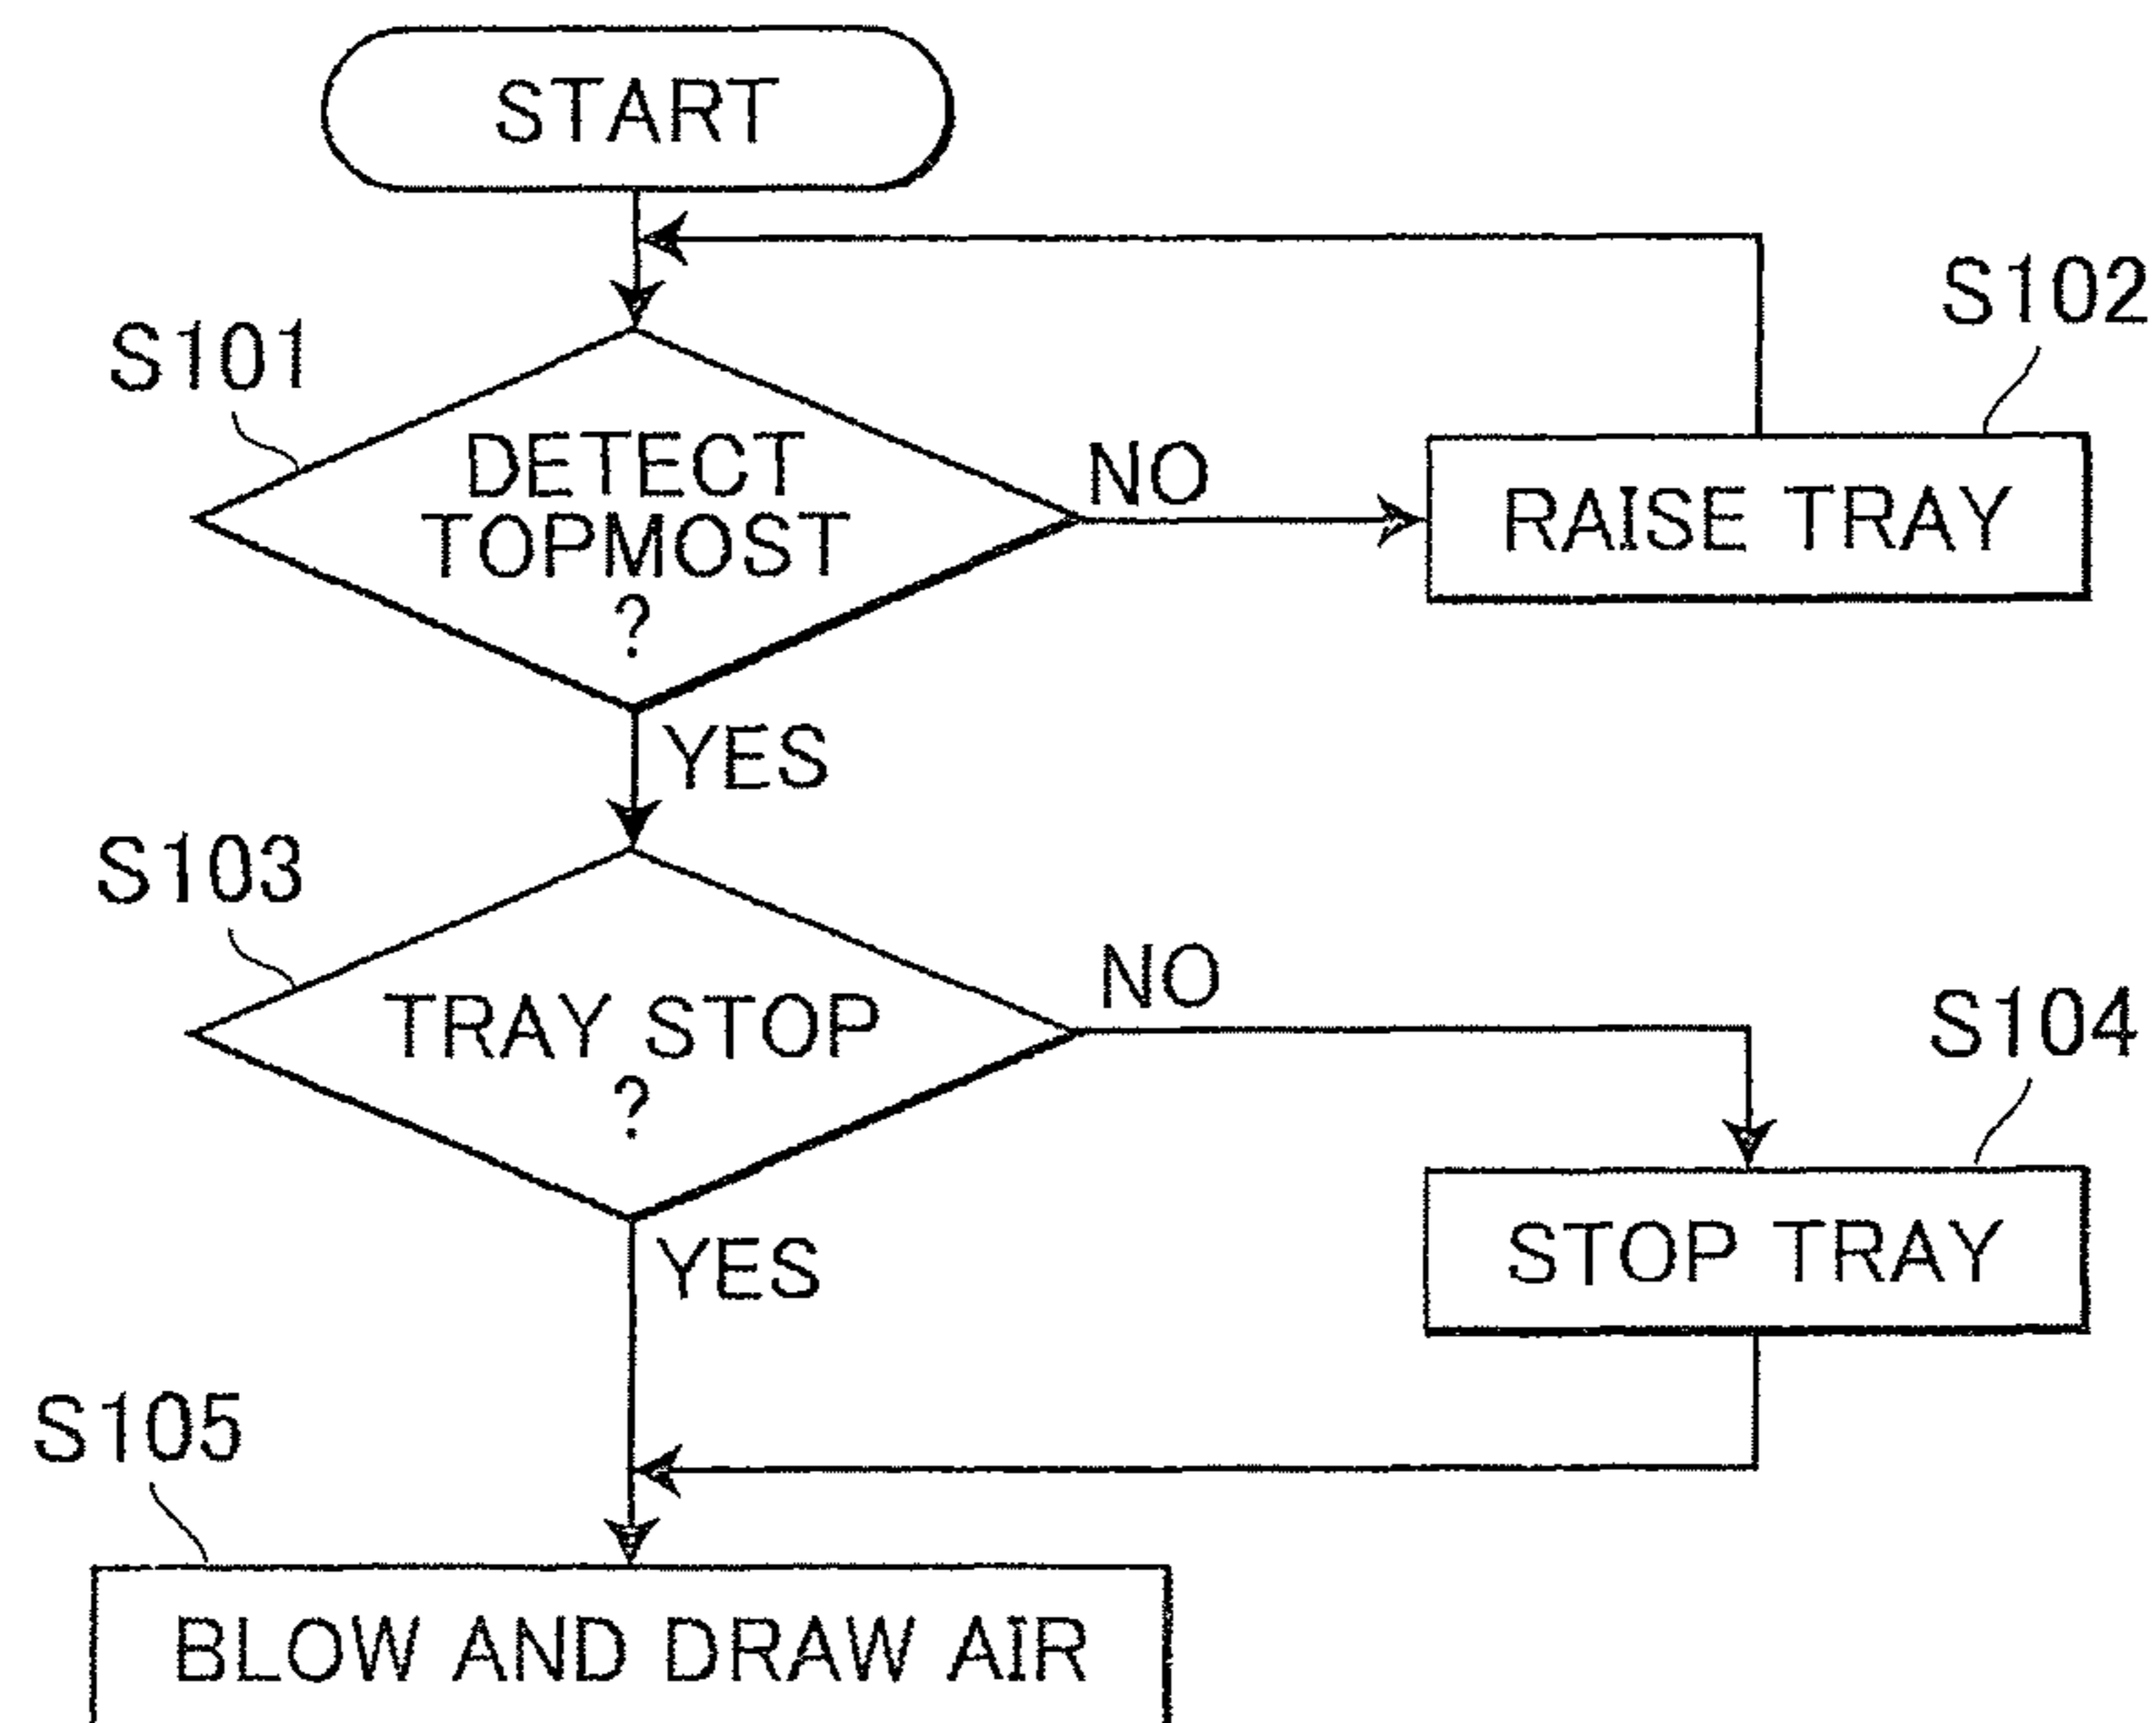 START
S102
S101
DETECT
TOPMOST
?
NO
RAISE TRAY
YES
S103
TRAY STOP
?
NO
S104
STOP TRAY
YES
S105
BLOW AND DRAW AIR